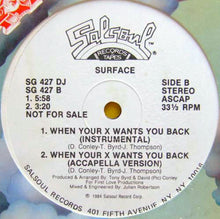 Salsoul
RECORDS
TAPES
SURFACE
SG 427 DJ
SG 427 B
1. 5:58
2. 3:20
NOT FOR SALE
SIDE B
STEREO
ASCAP
33⅓ RPM
1. WHEN YOUR X WANTS YOU BACK
(INSTRUMENTAL)
(D. Conley-T. Byrd-J. Thompson)
2. WHEN YOUR X WANTS YOU BACK
(ACCAPELLA VERSION)
(D. Conley-T. Byrd-J. Thompson)
Produced & Arranged by Tony Byrd & David (Pic) Conley
For First Love Productions
Mixed & Engineered by Julian Robertson
© 1984 Salsoul Record Corp.
SALSOUL RECORDS 401 FIFTH AVENUE NY, NY 10016